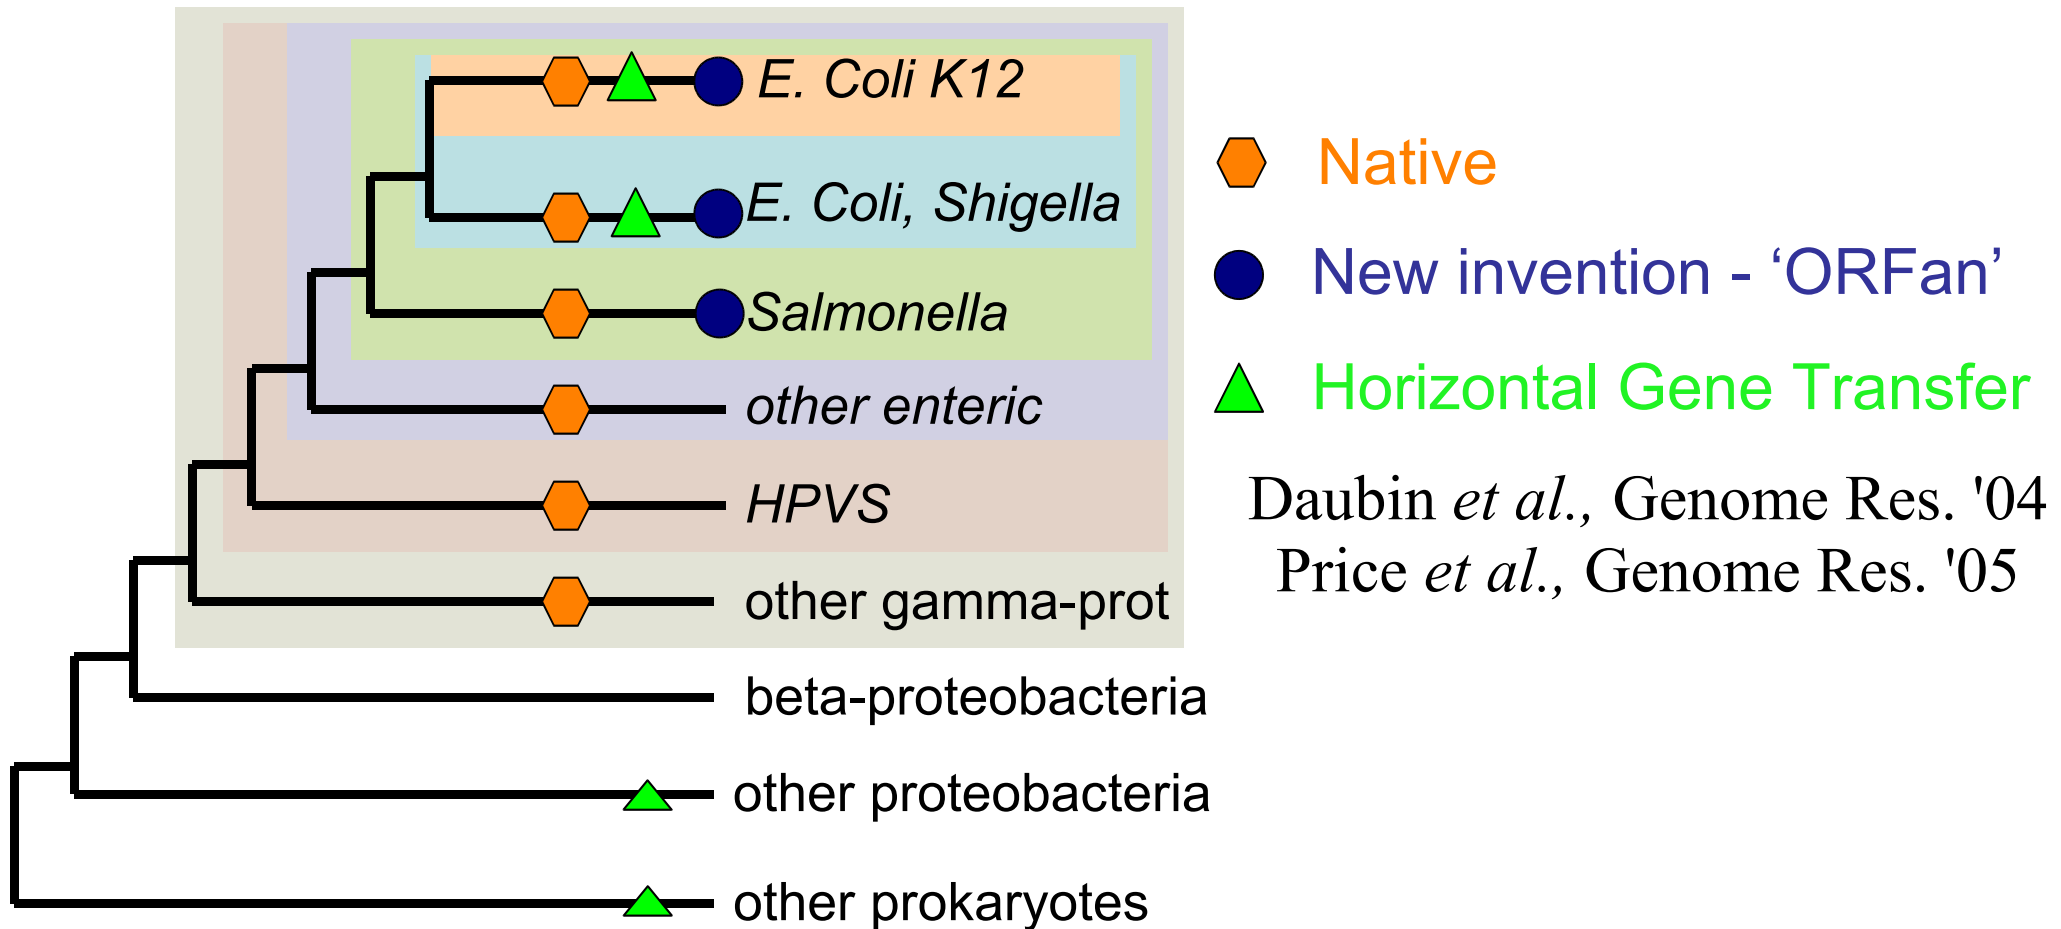 E. Coli K12
E. Coli, Shigella
Salmonella
other enteric
HPVS
other gamma-prot
beta-proteobacteria
other proteobacteria
other prokaryotes
Native
New invention - ‘ORFan’
Horizontal Gene Transfer
Daubin et al., Genome Res. '04
Price et al., Genome Res. '05